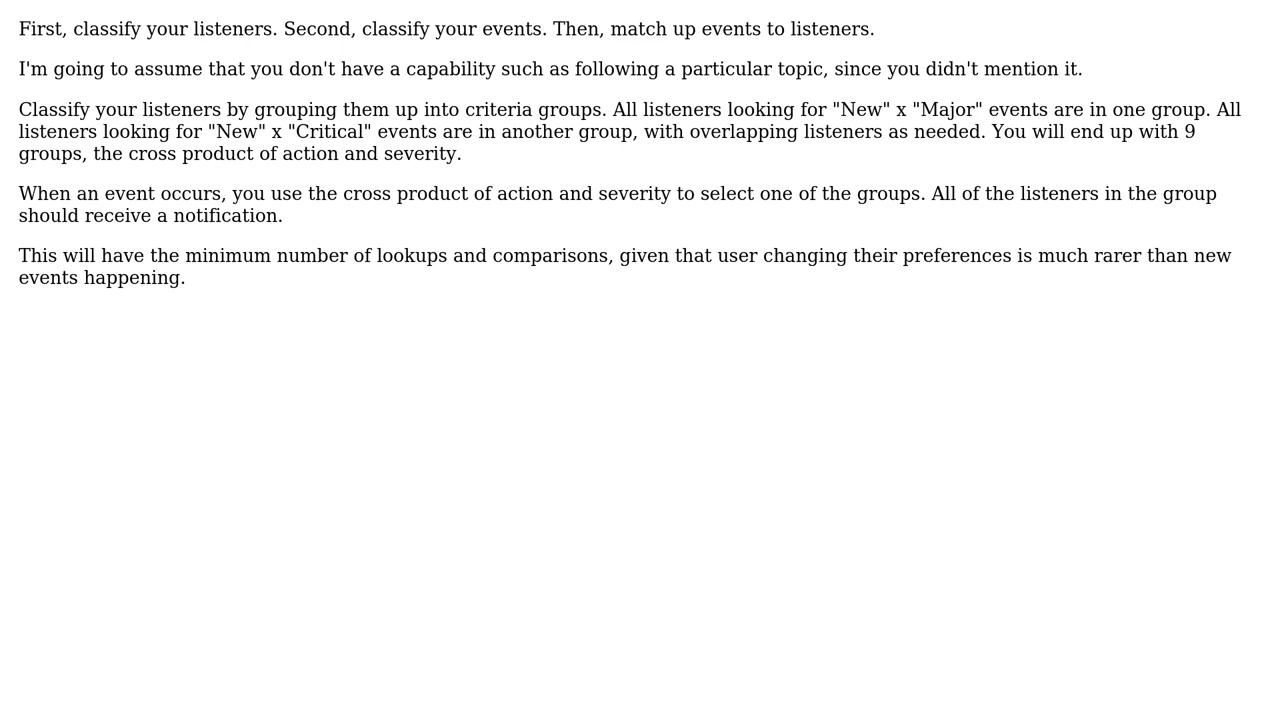 First, classify your listeners. Second, classify your events. Then, match up events to listeners.
I'm going to assume that you don't have a capability such as following a particular topic, since you didn't mention it.
Classify your listeners by grouping them up into criteria groups. All listeners looking for "New" x "Major" events are in one group. All
listeners looking for "New" x "Critical" events are in another group, with overlapping listeners as needed. You will end up with 9
groups, the cross product of action and severity.
When an event occurs, you use the cross product of action and severity to select one of the groups. All of the listeners in the group
should receive a notification.
This will have the minimum number of lookups and comparisons, given that user changing their preferences is much rarer than new
events happening.